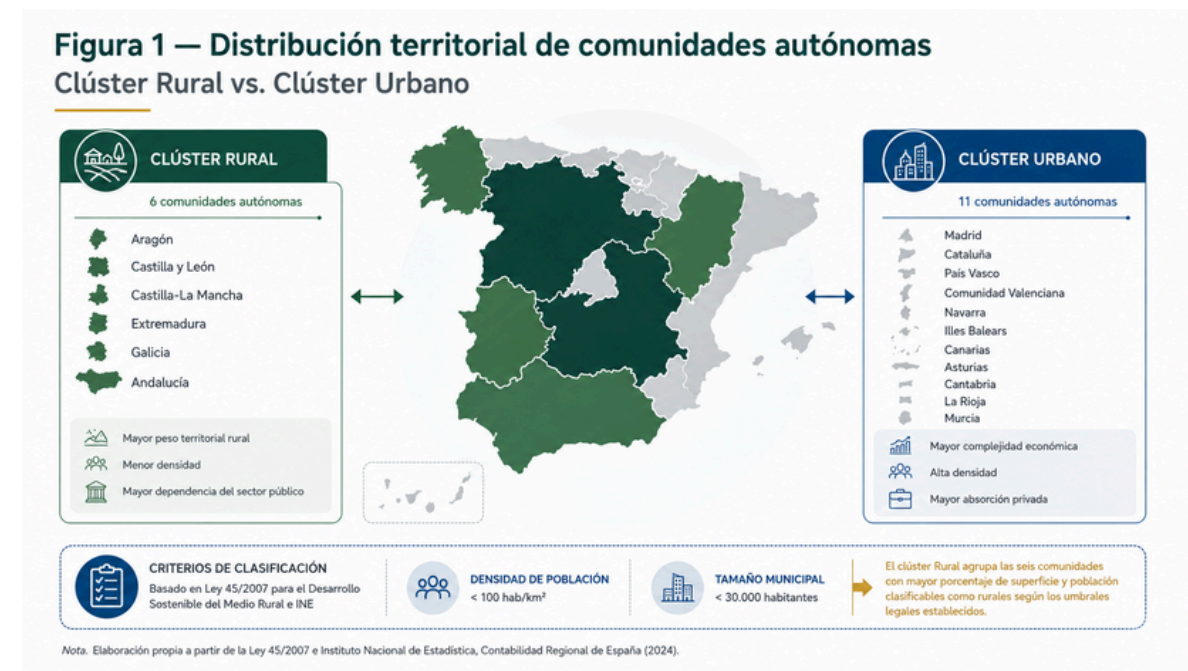 Figura 1 — Distribución territorial de comunidades autónomas
Clúster Rural vs. Clúster Urbano
CLÚSTER RURAL
6 comunidades autónomas
Aragón
Castilla y León
Castilla-La Mancha
Extremadura
Galicia
Andalucía
Mayor peso territorial rural
Menor densidad
Mayor dependencia del sector público
CLÚSTER URBANO
11 comunidades autónomas
Madrid
Cataluña
País Vasco
Comunidad Valenciana
Navarra
Illes Balears
Canarias
Asturias
Cantabria
La Rioja
Murcia
Mayor complejidad económica
Alta densidad
Mayor absorción privada
CRITERIOS DE CLASIFICACIÓN
Basado en Ley 45/2007 para el Desarrollo
Sostenible del Medio Rural e INE
DENSIDAD DE POBLACIÓN
< 100 hab/km²
TAMAÑO MUNICIPAL
< 30.000 habitantes
El clúster Rural agrupa las seis comunidades
con mayor porcentaje de superficie y población
clasificables como rurales según los umbrales
legales establecidos.
Nota. Elaboración propia a partir de la Ley 45/2007 e Instituto Nacional de Estadística, Contabilidad Regional de España (2024).